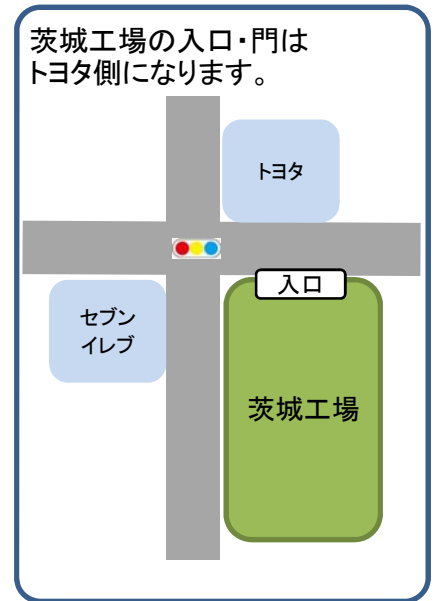 茨城工場の入口・門は
トヨタ側になります。
トヨタ
入口
セブン
イレブ
茨城工場